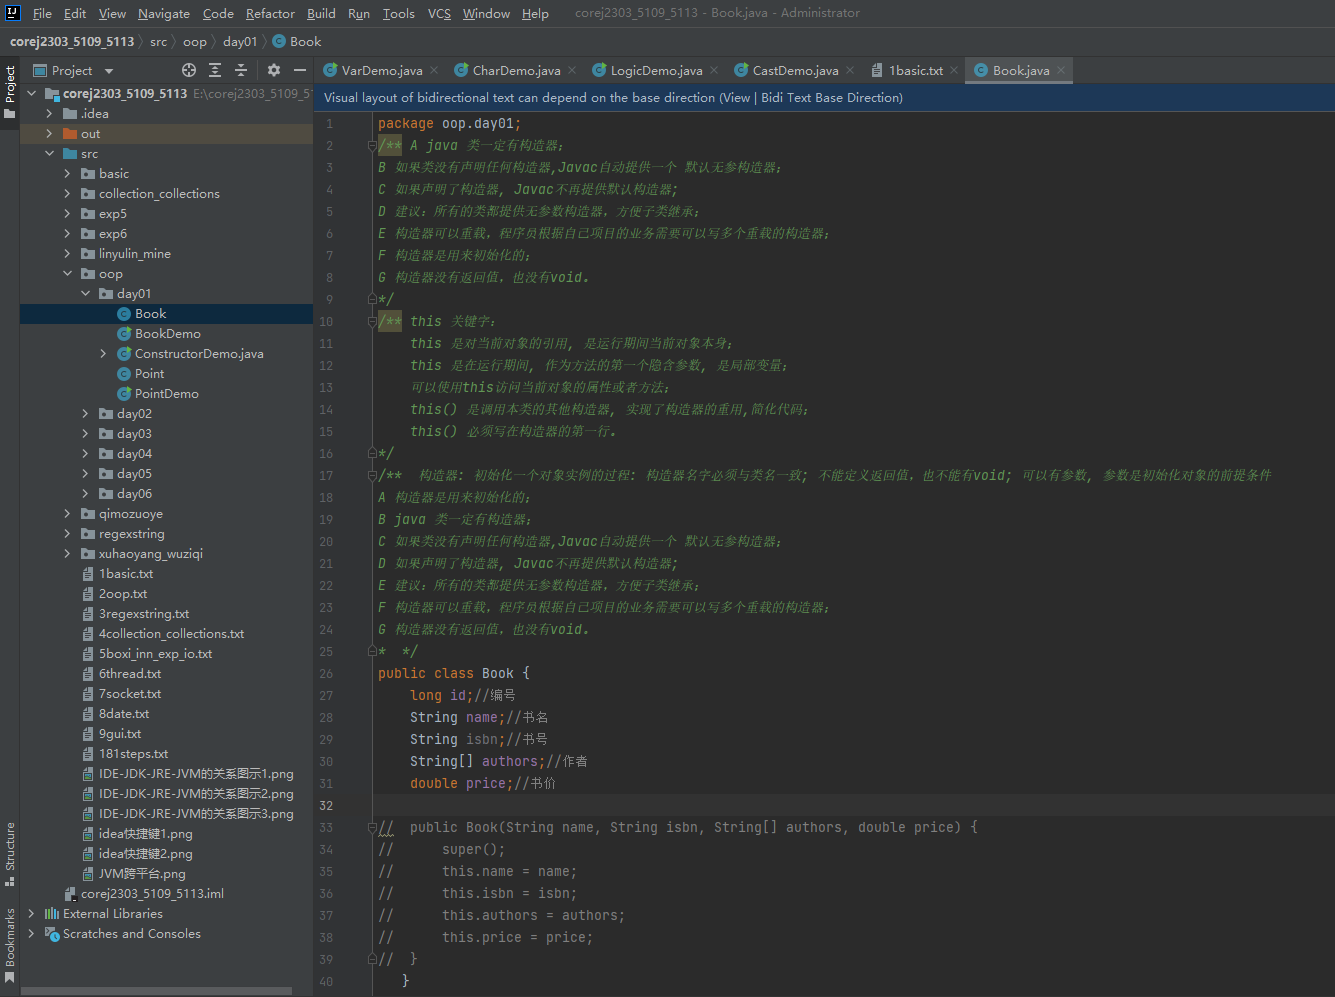 File Edit View Navigate Code Refactor Build Run Tools VCS Window Help corej2303_5109_5113 - Book.java - Administrator
corej2303_5109_5113 src oop day01 Book
Project
VarDemo.java CharDemo.java LogicDemo.java CastDemo.java 1basic.txt Book.java
Visual layout of bidirectional text can depend on the base direction (View | Bidi Text Base Direction)
Project
Structure
Bookmarks
corej2303_5109_5113 E:\corej2303_5109_5
.idea
out
src
basic
collection_collections
exp5
exp6
linyulin_mine
oop
day01
Book
BookDemo
ConstructorDemo.java
Point
PointDemo
day02
day03
day04
day05
day06
qimozuoye
regexstring
xuhaoyang_wuziqi
1basic.txt
2oop.txt
3regexstring.txt
4collection_collections.txt
5boxi_inn_exp_io.txt
6thread.txt
7socket.txt
8date.txt
9gui.txt
181steps.txt
IDE-JDK-JRE-JVM的关系图示1.png
IDE-JDK-JRE-JVM的关系图示2.png
IDE-JDK-JRE-JVM的关系图示3.png
idea快捷键1.png
idea快捷键2.png
JVM跨平台.png
corej2303_5109_5113.iml
External Libraries
Scratches and Consoles
1 package oop.day01;
2 /** A java 类一定有构造器;
3 B 如果类没有声明任何构造器,Javac自动提供一个 默认无参构造器;
4 C 如果声明了构造器, Javac不再提供默认构造器;
5 D 建议: 所有的类都提供无参数构造器, 方便子类继承;
6 E 构造器可以重载, 程序员根据自己项目的业务需要可以写多个重载的构造器;
7 F 构造器是用来初始化的;
8 G 构造器没有返回值, 也没有void.
9 */
10 /** this 关键字:
11 this 是对当前对象的引用, 是运行期间当前对象本身;
12 this 是在运行期间, 作为方法的第一个隐含参数, 是局部变量;
13 可以使用this访问当前对象的属性或者方法;
14 this() 是调用本类的其他构造器, 实现了构造器的重用,简化代码;
15 this() 必须写在构造器的第一行.
16 */
17 /** 构造器: 初始化一个对象实例的过程: 构造器名字必须与类名一致; 不能定义返回值, 也不能有void; 可以有参数, 参数是初始化对象的前提条件
18 A 构造器是用来初始化的;
19 B java 类一定有构造器;
20 C 如果类没有声明任何构造器,Javac自动提供一个 默认无参构造器;
21 D 如果声明了构造器, Javac不再提供默认构造器;
22 E 建议: 所有的类都提供无参数构造器, 方便子类继承;
23 F 构造器可以重载, 程序员根据自己项目的业务需要可以写多个重载的构造器;
24 G 构造器没有返回值, 也没有void.
25 * */
26 public class Book {
27 long id;//编号
28 String name;//书名
29 String isbn;//书号
30 String[] authors;//作者
31 double price;//书价
32
33 // public Book(String name, String isbn, String[] authors, double price) {
34 // super();
35 // this.name = name;
36 // this.isbn = isbn;
37 // this.authors = authors;
38 // this.price = price;
39 // }
40 }